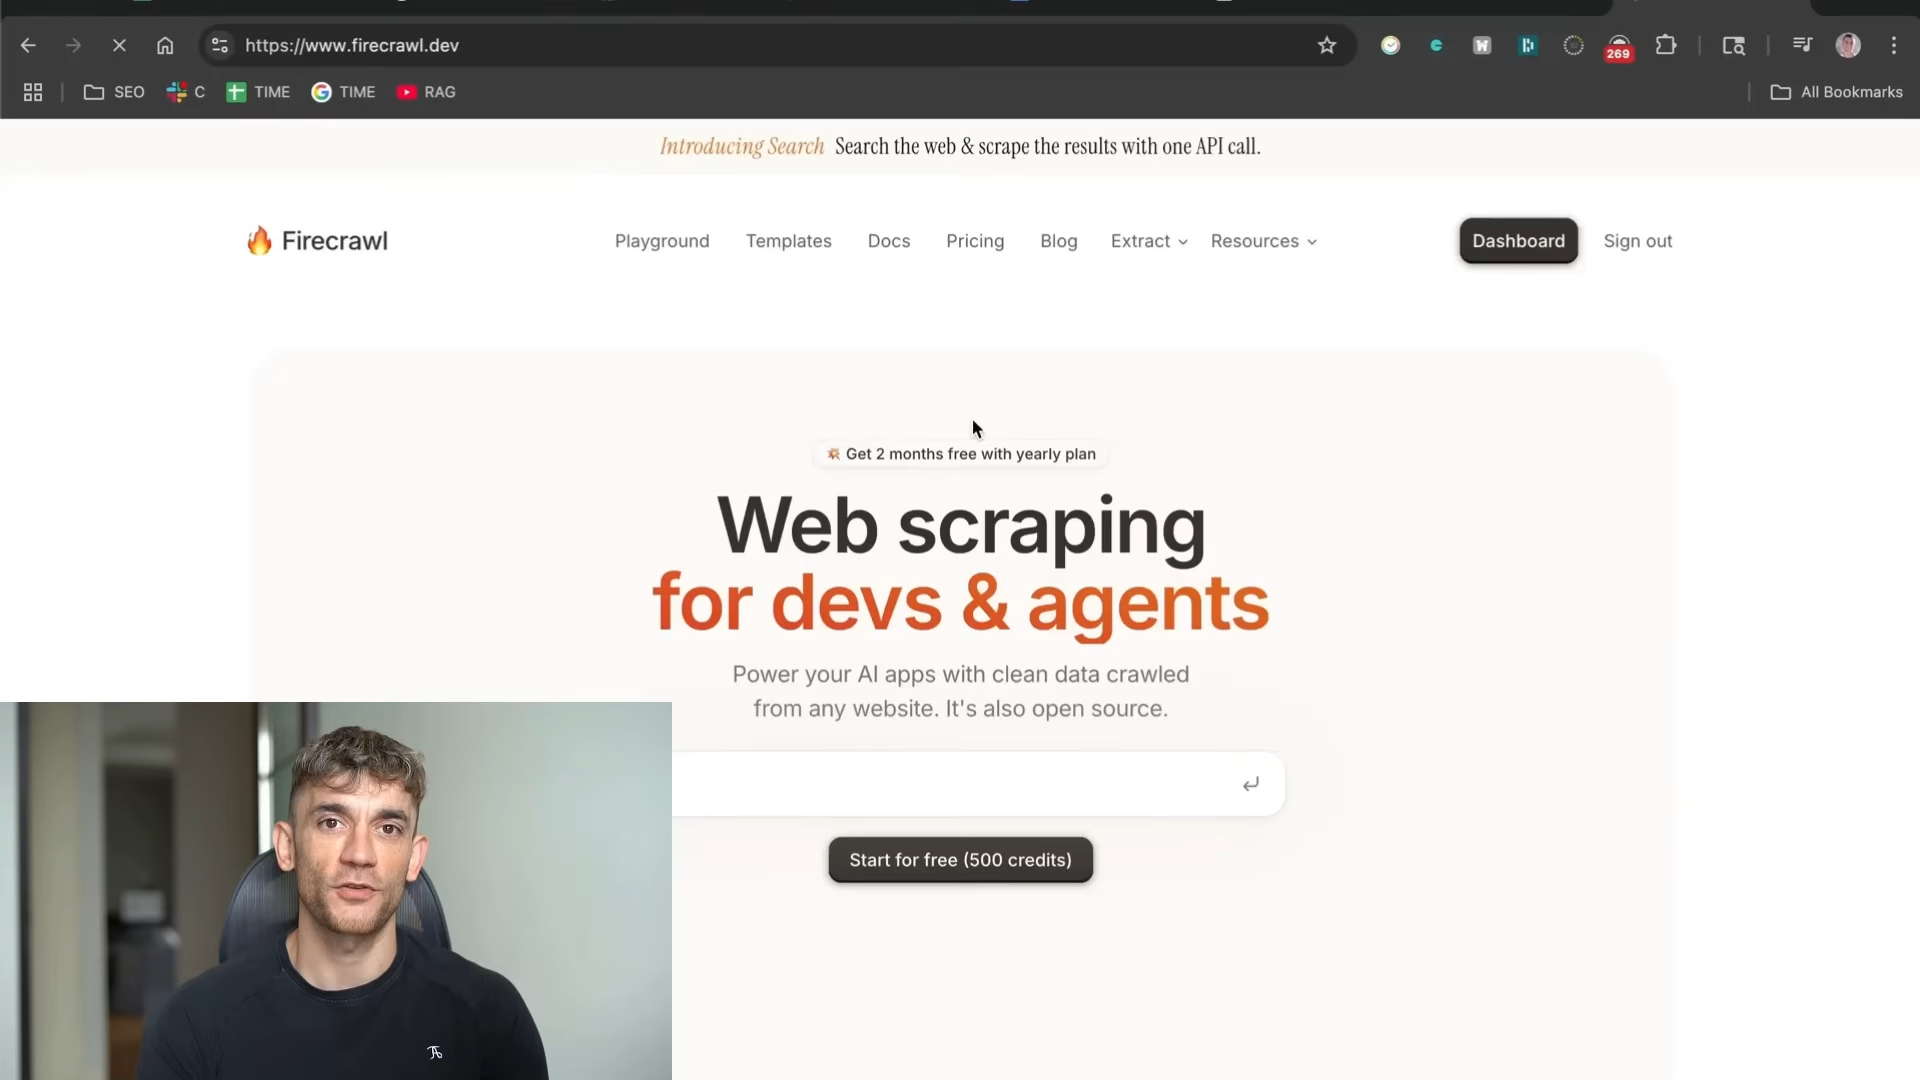 https://www.firecrawl.dev
269
SEO
C
TIME
TIME
RAG
All Bookmarks
Introducing Search Search the web & scrape the results with one API call.
Firecrawl
Playground
Templates
Docs
Pricing
Blog
Extract
Resources
Dashboard
Sign out
Get 2 months free with yearly plan
Web scraping
for devs & agents
Power your AI apps with clean data crawled
from any website. It's also open source.
Start for free (500 credits)